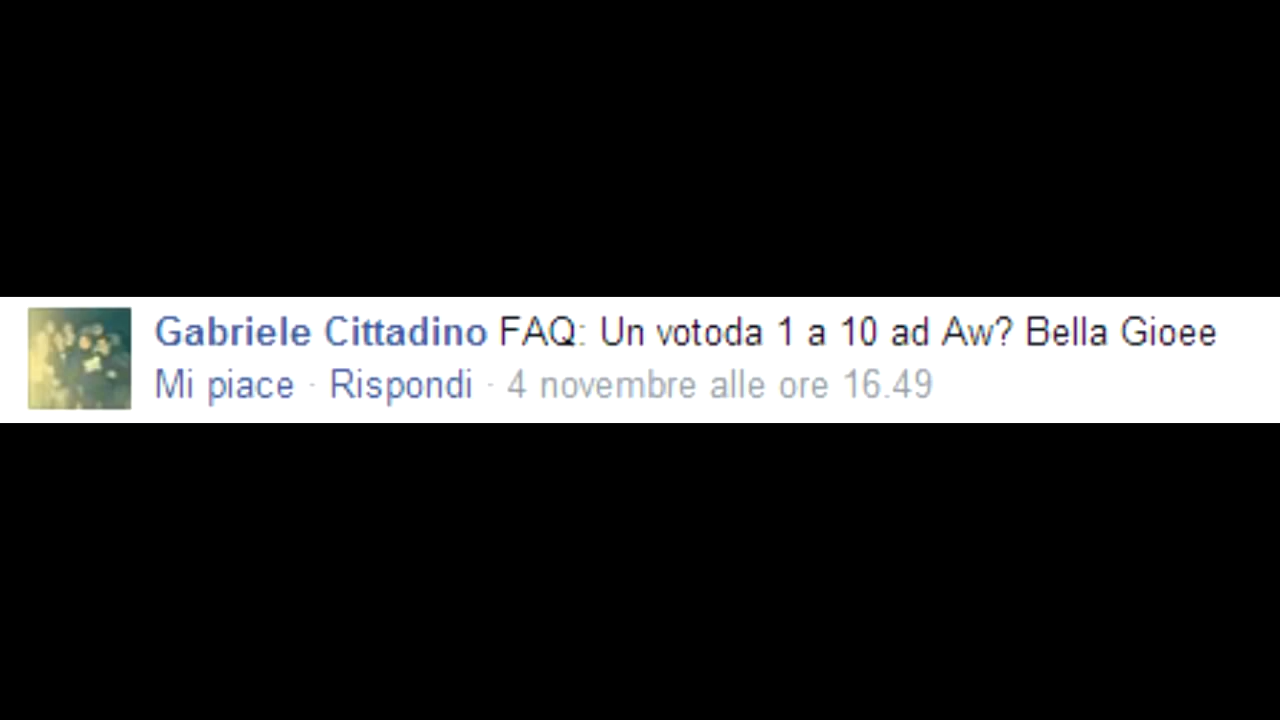 Gabriele Cittadino FAQ: Un votoda 1 a 10 ad Aw? Bella Gioee
Mi piace · Rispondi · 4 novembre alle ore 16.49